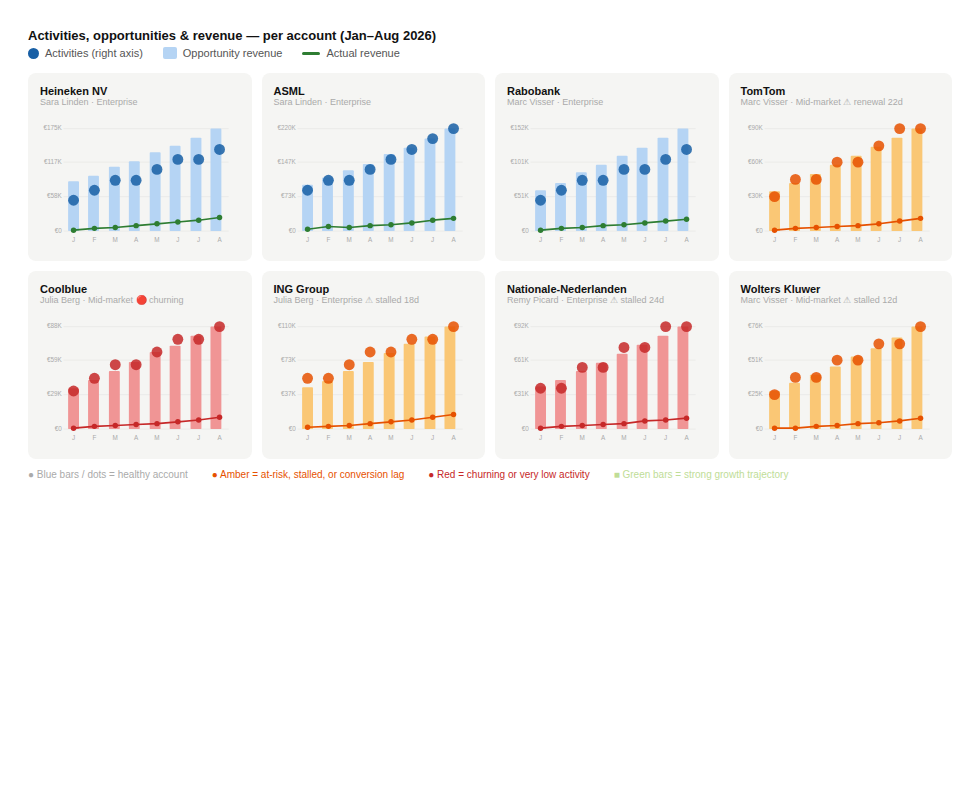 Activities, opportunities & revenue — per account (Jan–Aug 2026)
Activities (right axis) Opportunity revenue Actual revenue
Heineken NV
Sara Linden · Enterprise
€175K
€117K
€58K
€0
J F M A M J J A
ASML
Sara Linden · Enterprise
€220K
€147K
€73K
€0
J F M A M J J A
Rabobank
Marc Visser · Enterprise
€152K
€101K
€51K
€0
J F M A M J J A
TomTom
Marc Visser · Mid-market ⚠ renewal 22d
€90K
€60K
€30K
€0
J F M A M J J A
Coolblue
Julia Berg · Mid-market 🔴 churning
€88K
€59K
€29K
€0
J F M A M J J A
ING Group
Julia Berg · Enterprise ⚠ stalled 18d
€110K
€73K
€37K
€0
J F M A M J J A
Nationale-Nederlanden
Remy Picard · Enterprise ⚠ stalled 24d
€92K
€31K
€0
J F M A M J J A
Wolters Kluwer
Marc Visser · Mid-market ⚠ stalled 12d
€76K
€51K
€25K
€0
J F M A M J J A
● Blue bars / dots = healthy account ● Amber = at-risk, stalled, or conversion lag ● Red = churning or very low activity ■ Green bars = strong growth trajectory